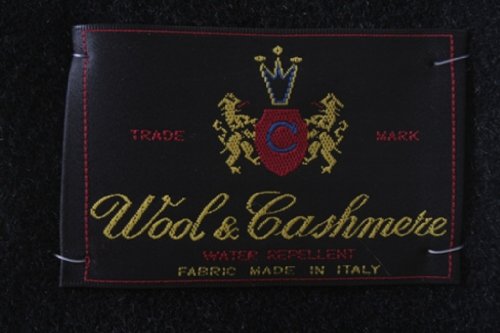 C
TRADE MARK
Wool & Cashmere
WATER REPELLENT
FABRIC MADE IN ITALY